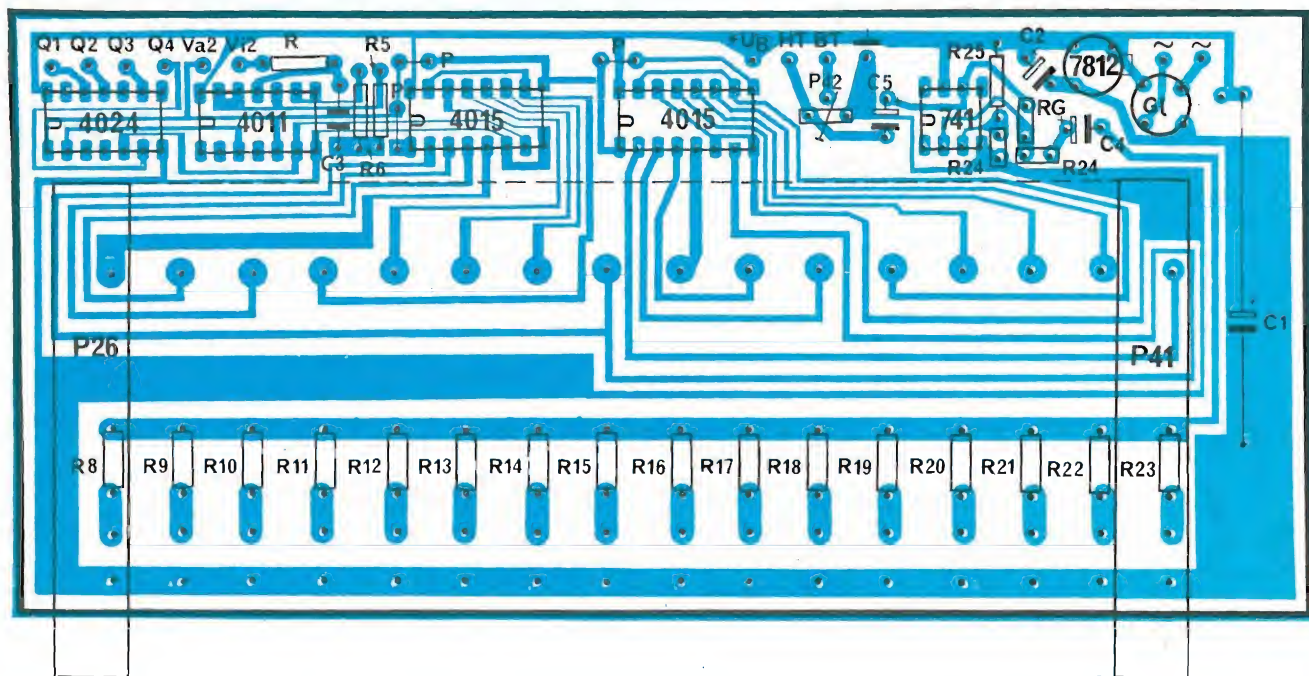 Q1 Q2 Q3 Q4 Va2 Vi2 R R5 P P +UB HT BT R25 C2 7812 ~ ~
P P2 C5 RG Gl
4024 4011 4015 4015 741 C4
C3 R6 R24 R24
P26 P41 C1
R8 R9 R10 R11 R12 R13 R14 R15 R16 R17 R18 R19 R20 R21 R22 R23